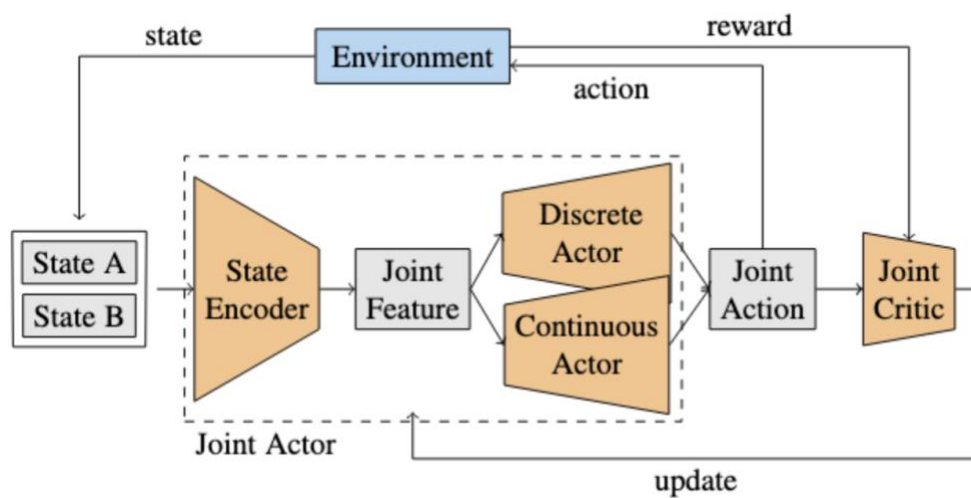 state
Environment
reward
action
State A
State B
State
Encoder
Joint
Feature
Discrete
Actor
Continuous
Actor
Joint
Action
Joint
Critic
Joint Actor
update